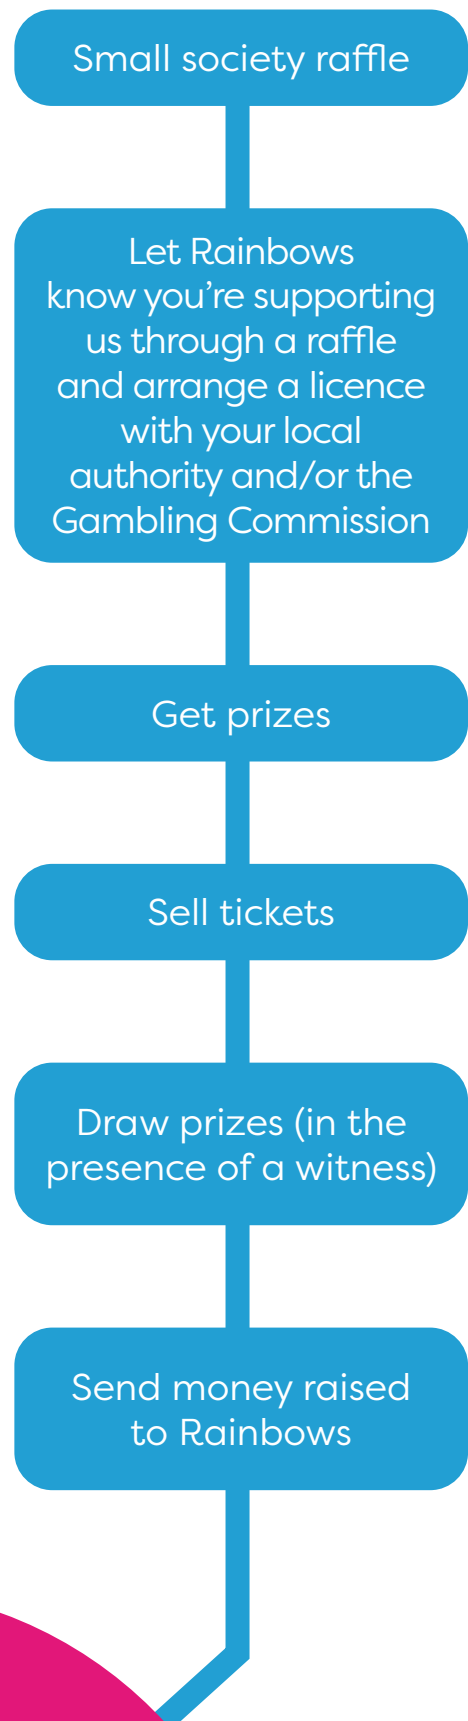 Small society raffle
Let Rainbows
know you’re supporting
us through a raffle
and arrange a licence
with your local
authority and/or the
Gambling Commission
Get prizes
Sell tickets
Draw prizes (in the
presence of a witness)
Send money raised
to Rainbows